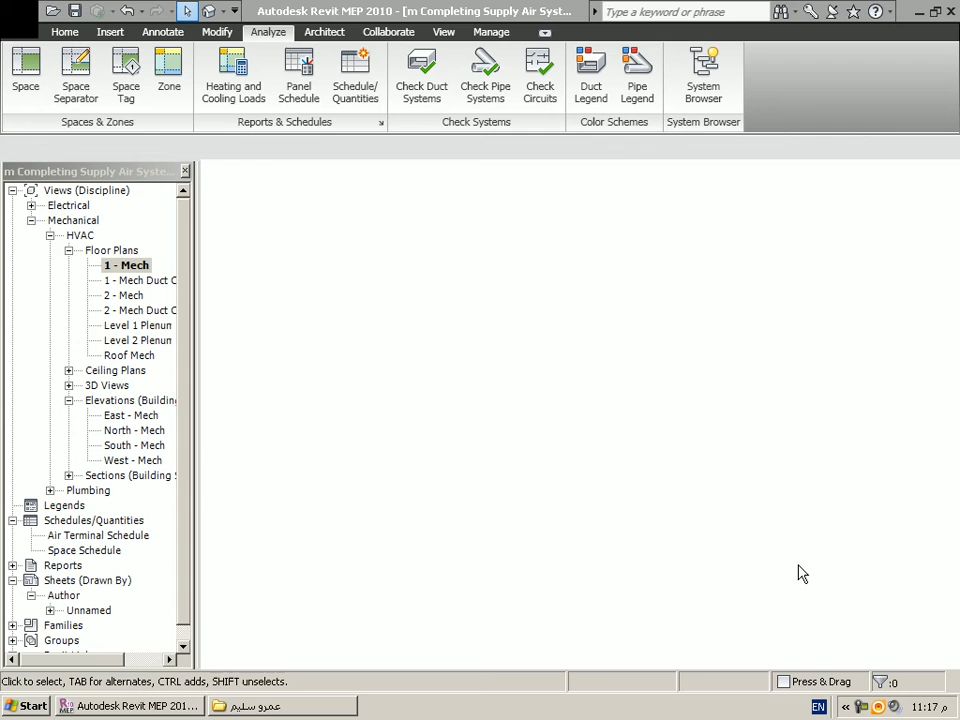 Autodesk Revit MEP 2010 - [m Completing Supply Air Syst...
Type a keyword or phrase
Home Insert Annotate Modify Analyze Architect Collaborate View Manage
Space
Space Separator
Space Tag
Zone
Heating and Cooling Loads
Panel Schedule
Schedule/ Quantities
Check Duct Systems
Check Pipe Systems
Check Circuits
Duct Legend
Pipe Legend
System Browser
Spaces & Zones
Reports & Schedules
Check Systems
Color Schemes
System Browser
m Completing Supply Air Syste...
Views (Discipline)
Electrical
Mechanical
HVAC
Floor Plans
1 - Mech
1 - Mech Duct C
2 - Mech
2 - Mech Duct C
Level 1 Plenum
Level 2 Plenum
Roof Mech
Ceiling Plans
3D Views
Elevations (Building
East - Mech
North - Mech
South - Mech
West - Mech
Sections (Building S
Plumbing
Legends
Schedules/Quantities
Air Terminal Schedule
Space Schedule
Reports
Sheets (Drawn By)
Author
Unnamed
Families
Groups
Click to select, TAB for alternates, CTRL adds, SHIFT unselects.
Press & Drag
:0
Start
Autodesk Revit MEP 201...
عمرو سليم
EN
11:17 م